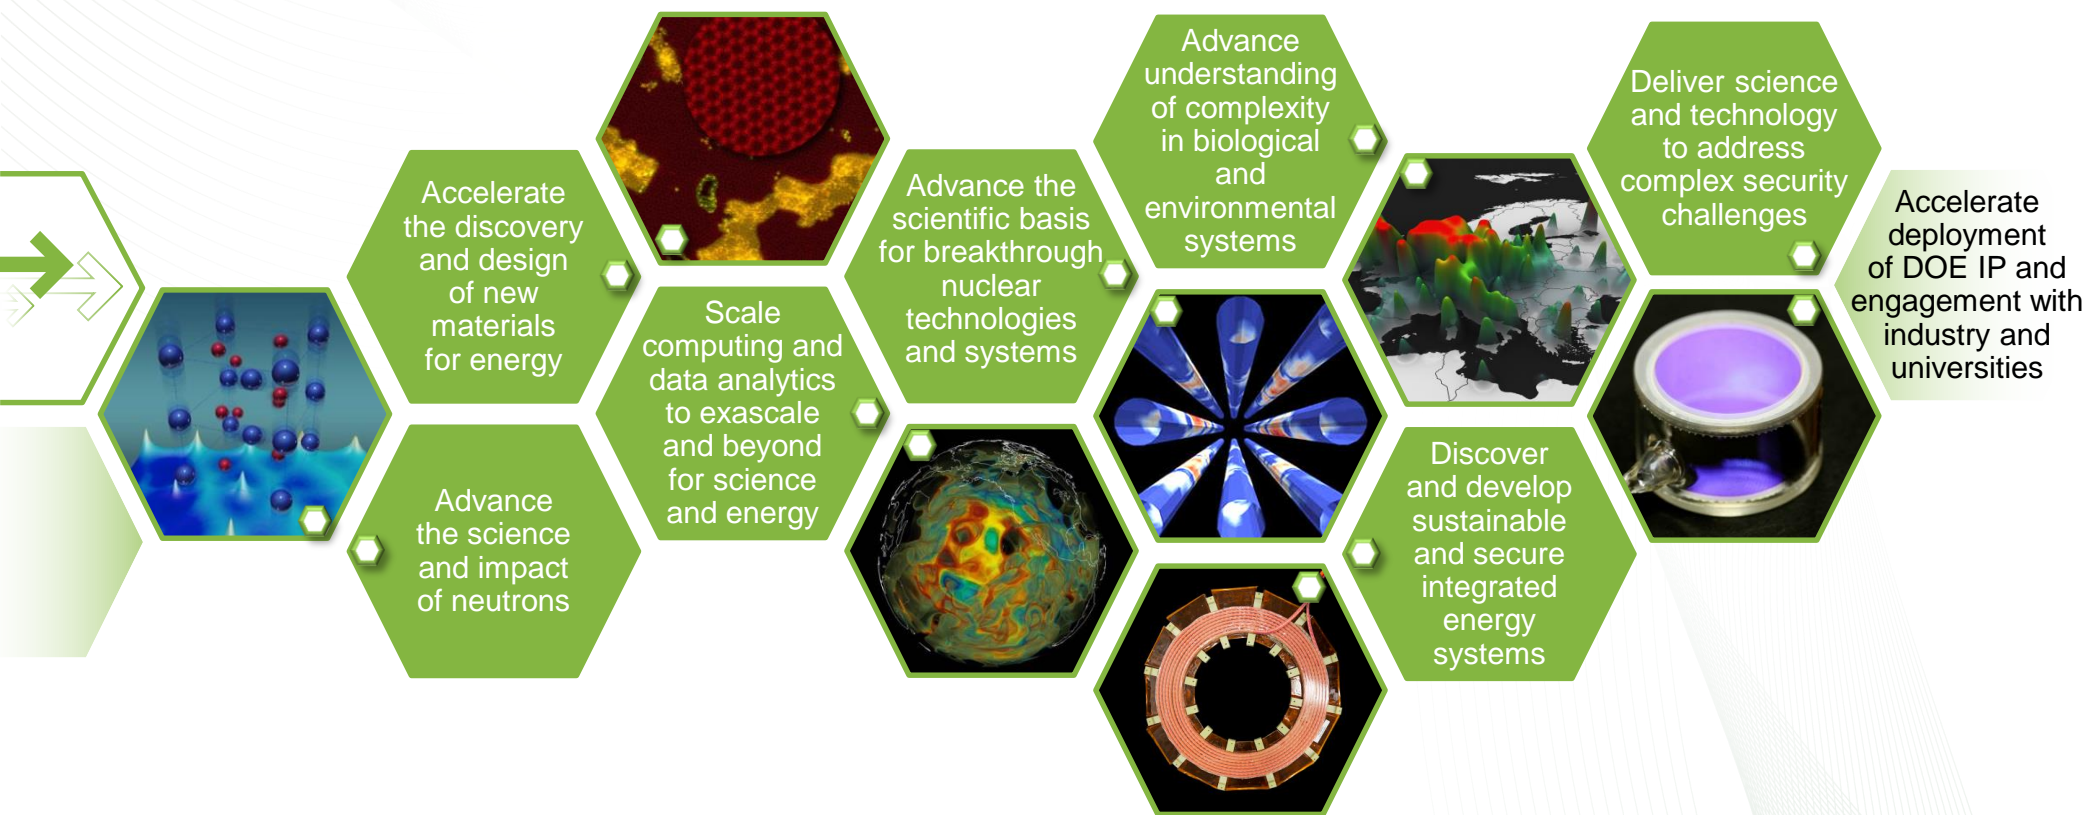 Accelerate
the discovery
and design
of new
materials
for energy
Advance
the science
and impact
of neutrons
Scale
computing and
data analytics
to exascale
and beyond
for science
and energy
Advance the
scientific basis
for breakthrough
nuclear
technologies
and systems
Advance
understanding
of complexity
in biological
and
environmental
systems
Discover
and develop
sustainable
and secure
integrated
energy
systems
Deliver science
and technology
to address
complex security
challenges
Accelerate
deployment
of DOE IP and
engagement with
industry and
universities